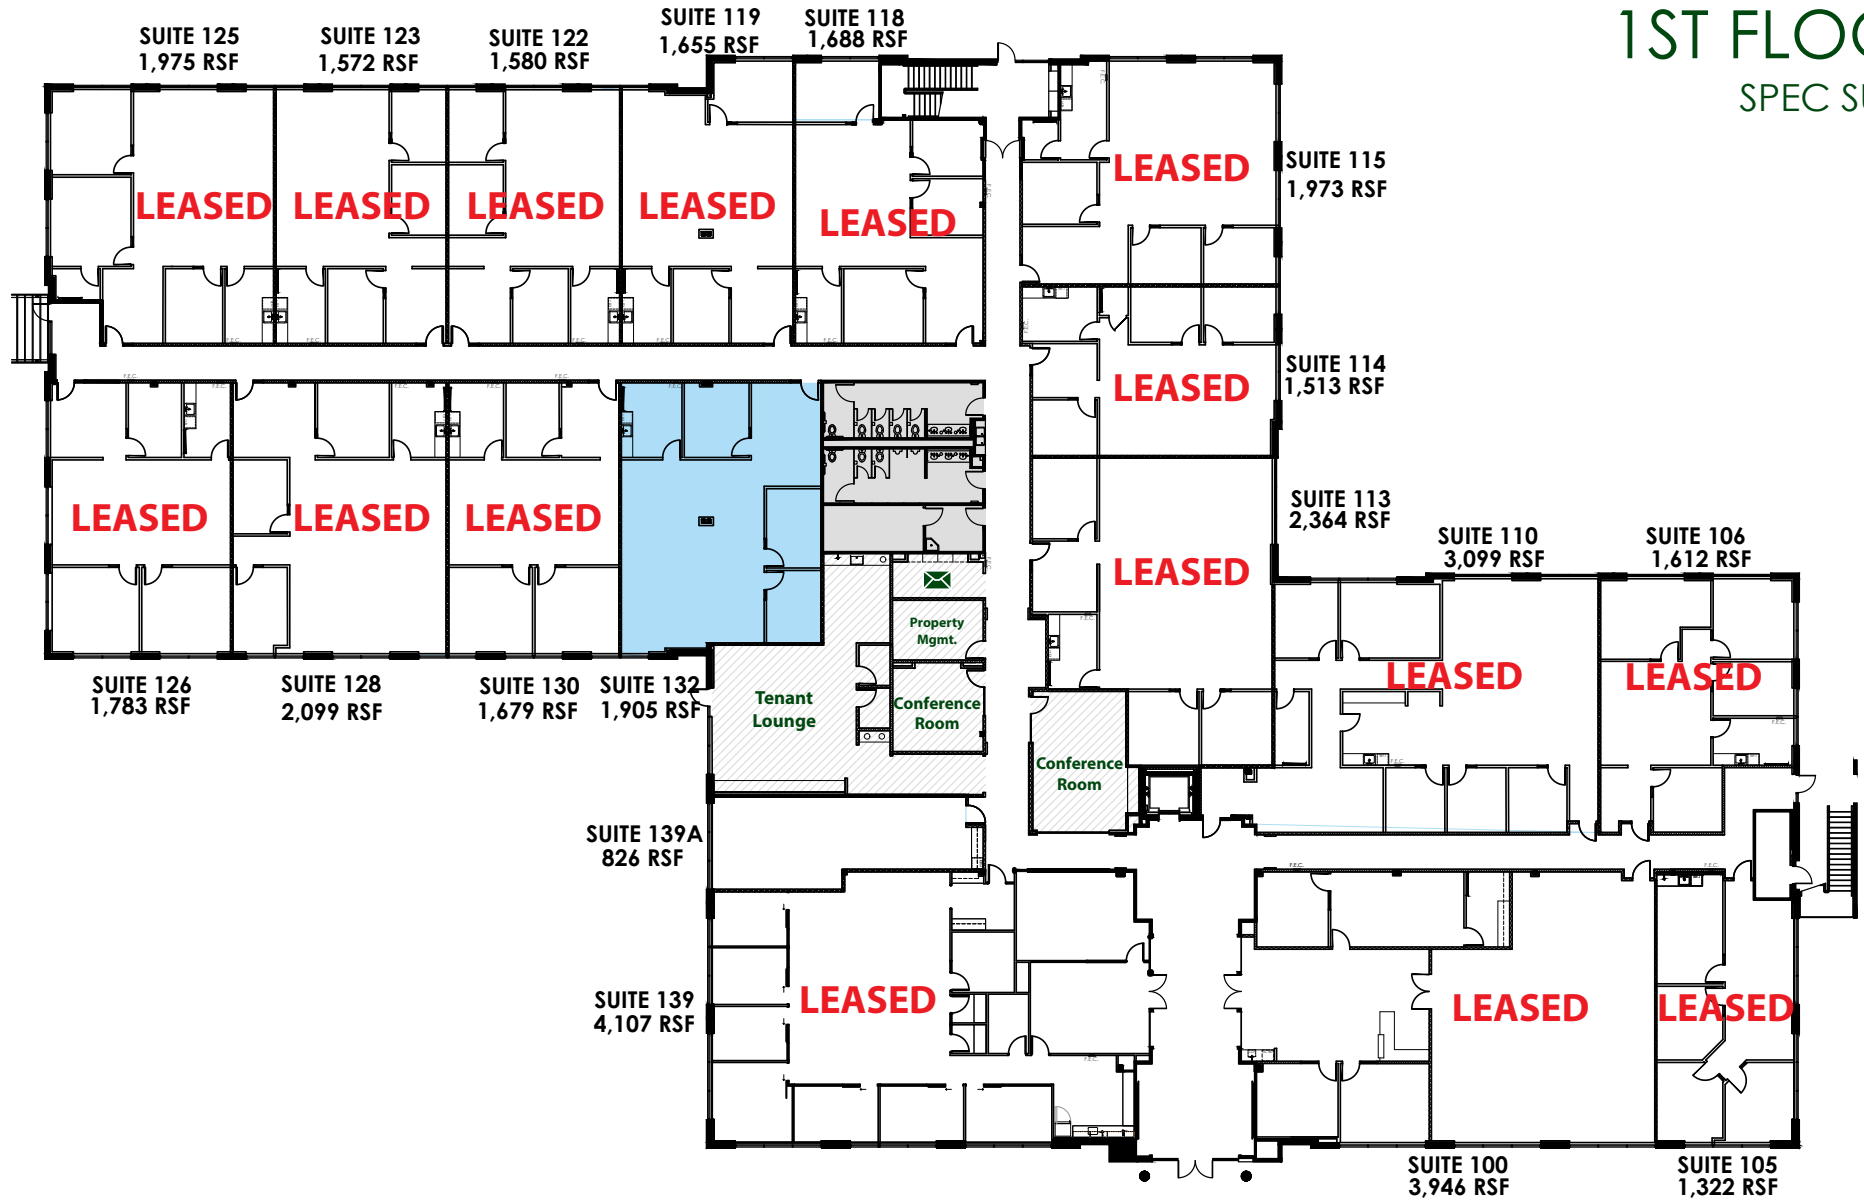 1ST FLOO
SPEC SU
SUITE 125
1,975 RSF
SUITE 123
1,572 RSF
SUITE 122
1,580 RSF
SUITE 119
1,655 RSF
SUITE 118
1,688 RSF
LEASED
LEASED
LEASED
LEASED
LEASED
LEASED
SUITE 115
1,973 RSF
LEASED
SUITE 114
1,513 RSF
LEASED
LEASED
LEASED
LEASED
SUITE 113
2,364 RSF
SUITE 110
3,099 RSF
SUITE 106
1,612 RSF
Property
Mgmt.
LEASED
LEASED
SUITE 126
1,783 RSF
SUITE 128
2,099 RSF
SUITE 130
1,679 RSF
SUITE 132
1,905 RSF
Tenant
Lounge
Conference
Room
Conference
Room
SUITE 139A
826 RSF
F.E.C.
F.E.C.
F.E.C.
F.E.C.
F.E.C.
F.E.C.
F.E.C.
SUITE 139
4,107 RSF
LEASED
LEASED
LEASED
SUITE 100
3,946 RSF
SUITE 105
1,322 RSF